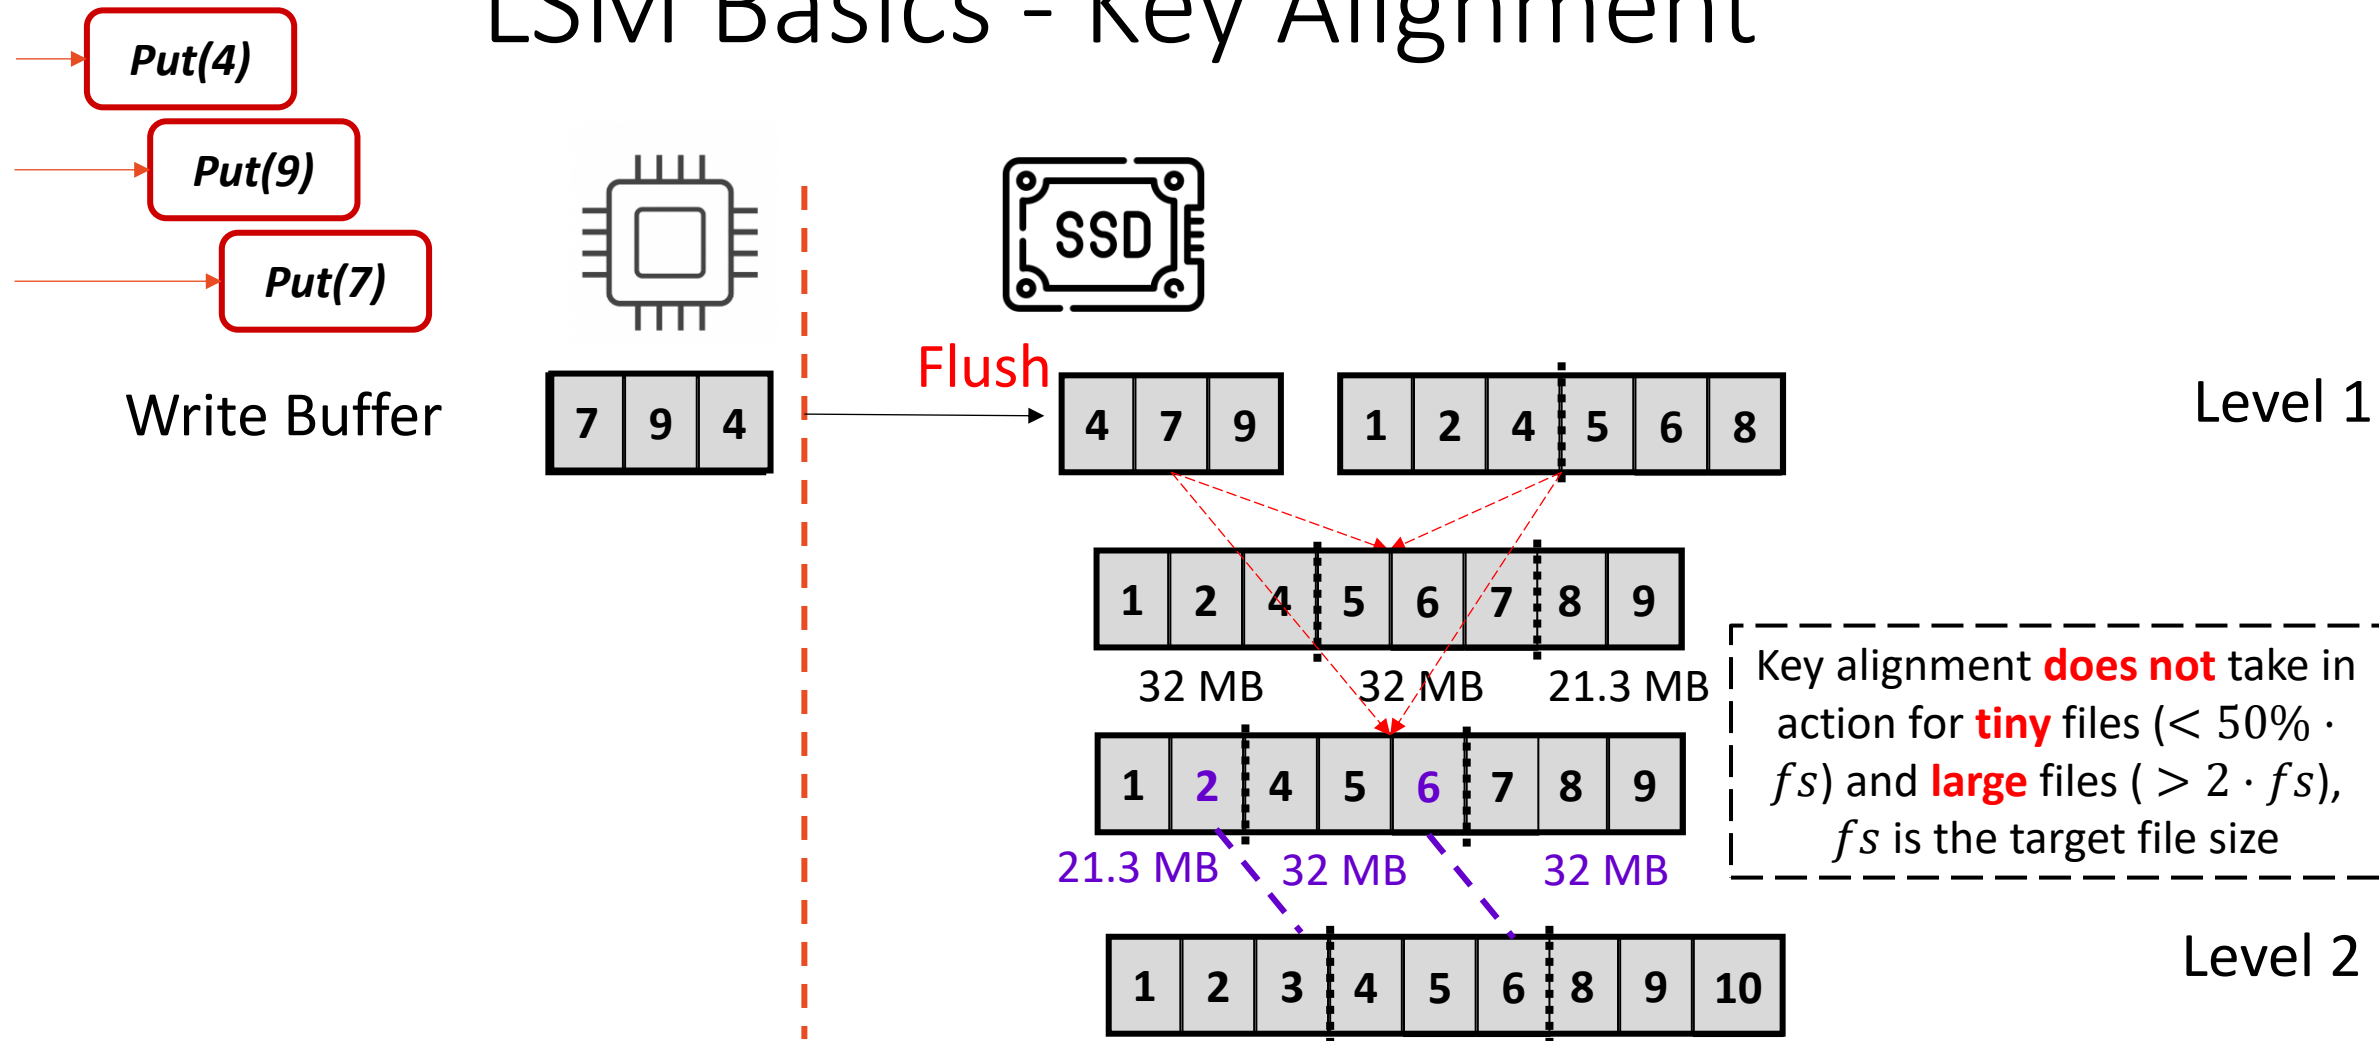 LSM Basics - Key Alignment
Put(4)
Put(9)
Put(7)
SSD
Flush
Write Buffer
7 9 4
4 7 9
1 2 4 5 6 8
Level 1
1 2 4 5 6 7 8 9
32 MB 32 MB 21.3 MB
Key alignment does not take in
action for tiny files (< 50% ·
fs) and large files ( > 2 · fs),
fs is the target file size
1 2 4 5 6 7 8 9
21.3 MB 32 MB 32 MB
Level 2
1 2 3 4 5 6 8 9 10